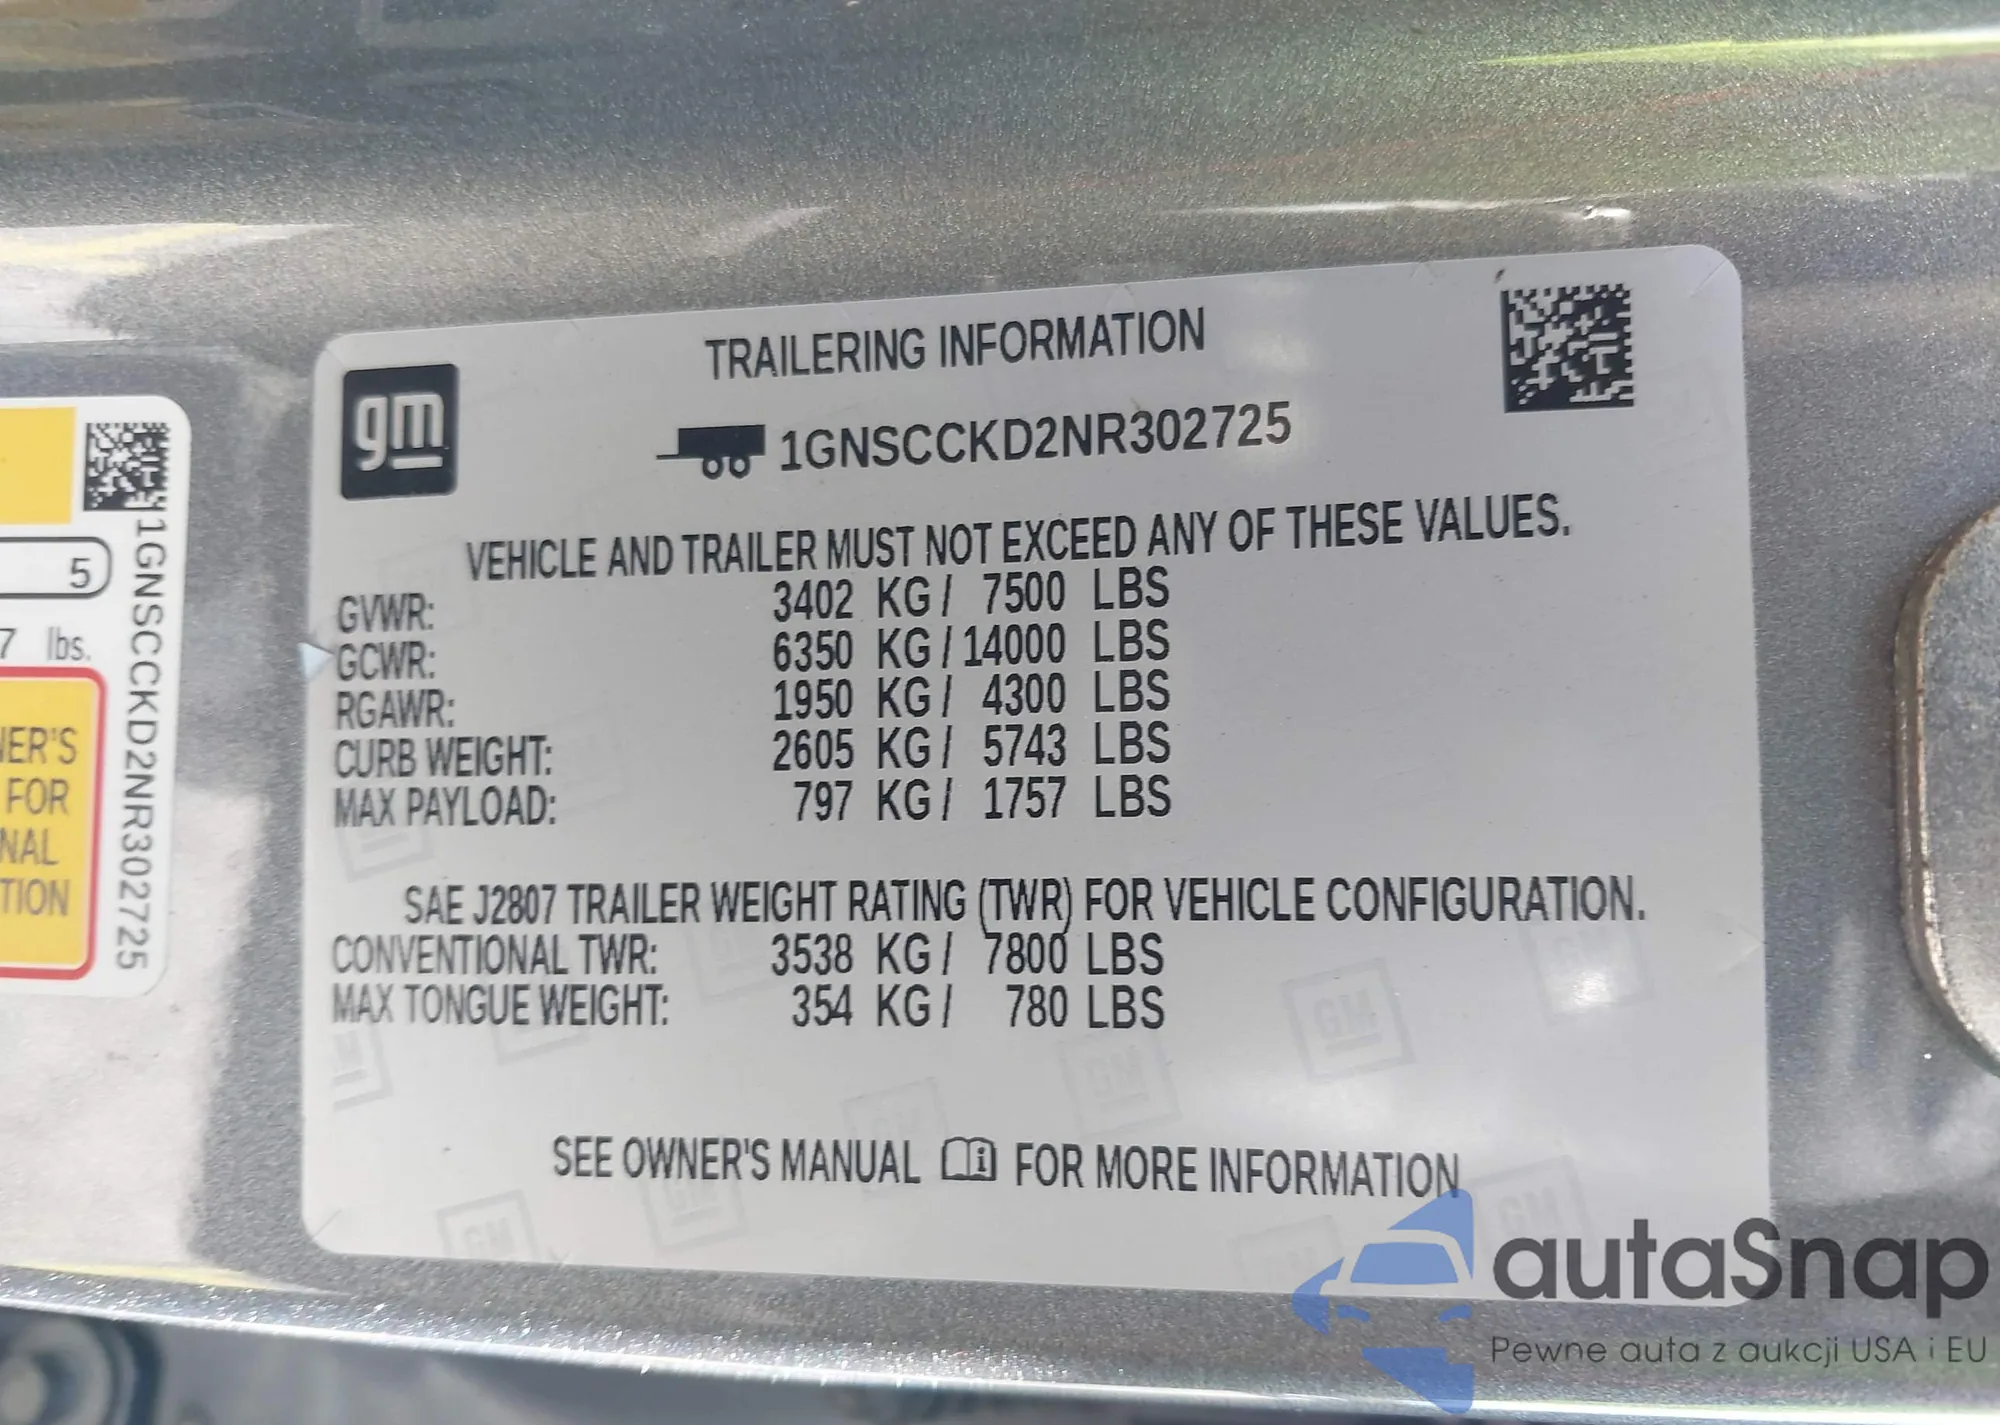 gm
TRAILERING INFORMATION
1GNSCCKD2NR302725
VEHICLE AND TRAILER MUST NOT EXCEED ANY OF THESE VALUES.
GVWR: 3402 KG / 7500 LBS
GCWR: 6350 KG / 14000 LBS
RGAWR: 1950 KG / 4300 LBS
CURB WEIGHT: 2605 KG / 5743 LBS
MAX PAYLOAD: 797 KG / 1757 LBS
SAE J2807 TRAILER WEIGHT RATING (TWR) FOR VEHICLE CONFIGURATION.
CONVENTIONAL TWR: 3538 KG / 7800 LBS
MAX TONGUE WEIGHT: 354 KG / 780 LBS
SEE OWNER'S MANUAL FOR MORE INFORMATION
5
7 lbs.
FOR
1GNSCCKD2NR302725
autaSnap
Pewne auta z aukcji USA i EU